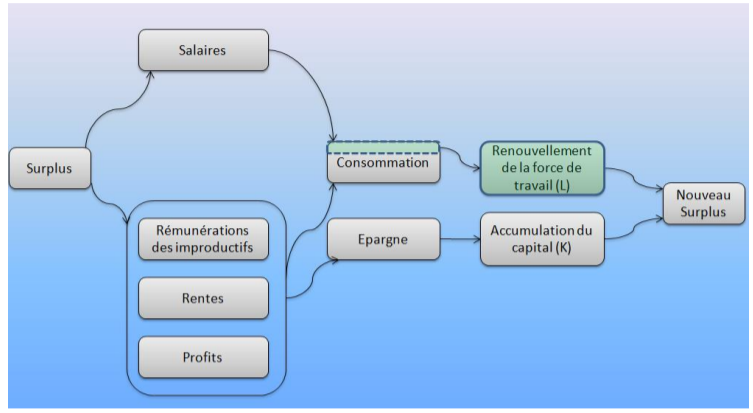 Salaires
Surplus
Consommation
Renouvellement
de la force de
travail (L)
Nouveau
Surplus
Rémunérations
des improductifs
Epargne
Accumulation du
capital (K)
Rentes
Profits